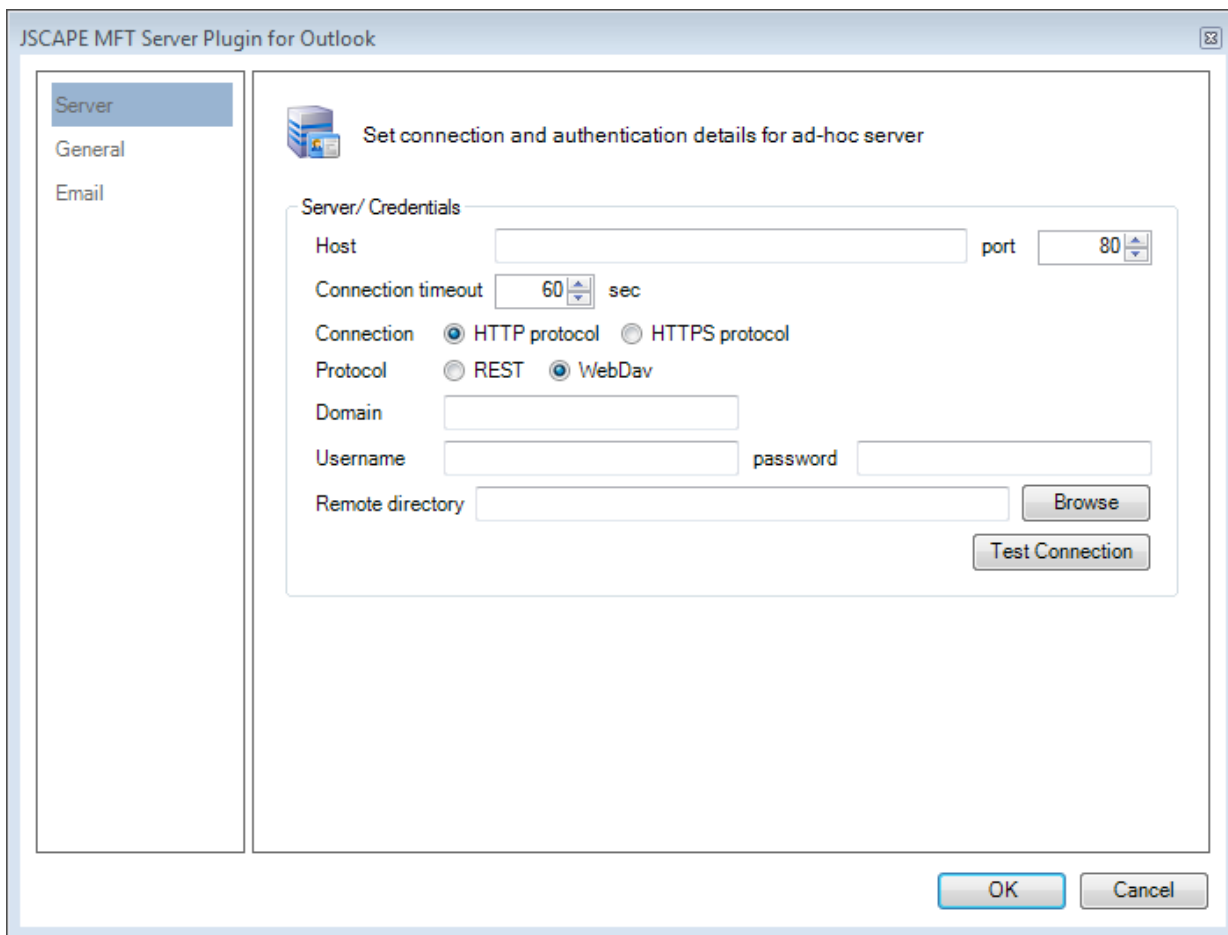 JSCAPE MFT Server Plugin for Outlook
Server
General
Email
Set connection and authentication details for ad-hoc server
Server/ Credentials
Host port 80
Connection timeout 60 sec
Connection HTTP protocol HTTPS protocol
Protocol REST WebDav
Domain
Username password
Remote directory Browse
Test Connection
OK Cancel